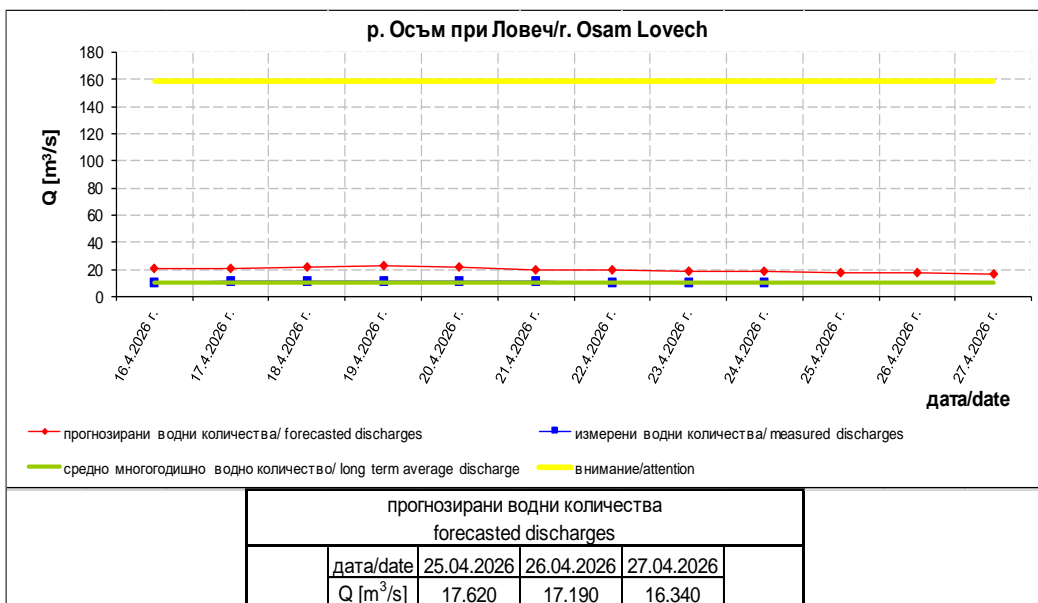 р. Осъм при Ловеч/r. Osam Lovech
Q [m³/s]
180
160
140
120
100
80
60
40
20
0
16.4.2026 г.
17.4.2026 г.
18.4.2026 г.
19.4.2026 г.
20.4.2026 г.
21.4.2026 г.
22.4.2026 г.
23.4.2026 г.
24.4.2026 г.
25.4.2026 г.
26.4.2026 г.
27.4.2026 г.
дата/date
прогнозирани водни количества/ forecasted discharges
измерени водни количества/ measured discharges
средно многогодишно водно количество/ long term average discharge
внимание/attention
прогнозирани водни количества
forecasted discharges
дата/date 25.04.2026 26.04.2026 27.04.2026
Q [m³/s] 17.620 17.190 16.340